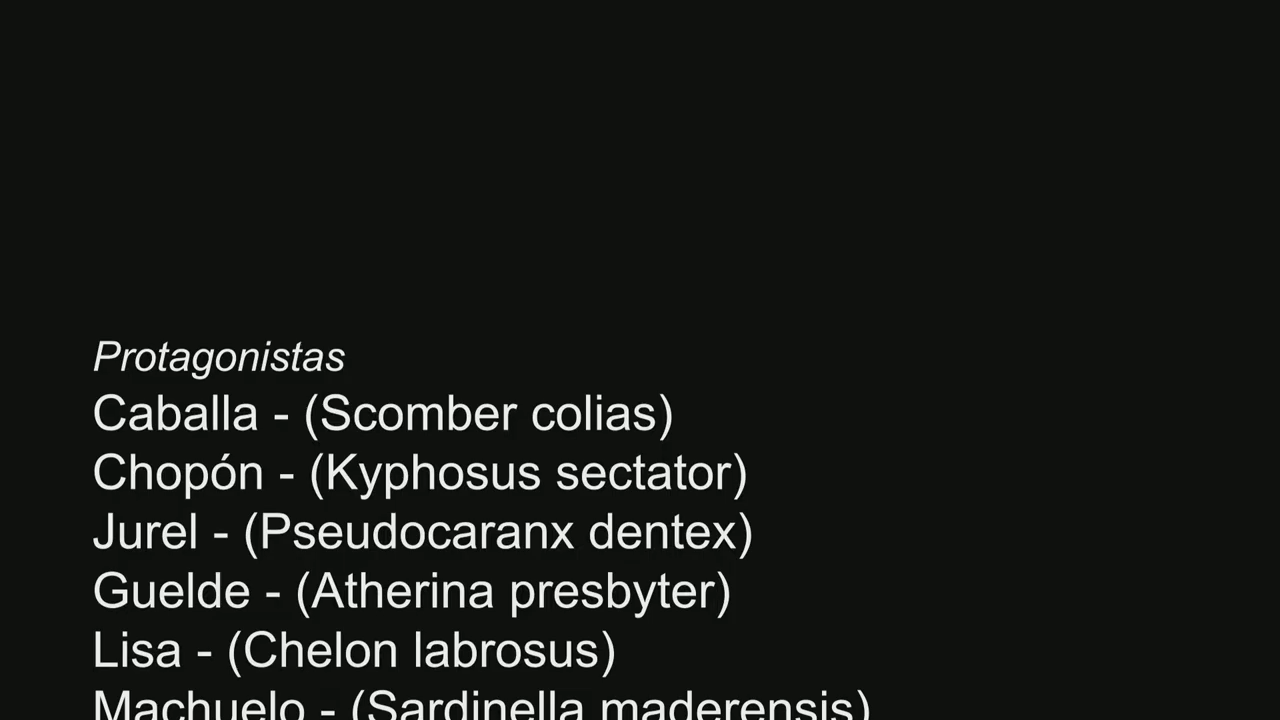 Protagonistas
Caballa - (Scomber colias)
Chopón - (Kyphosus sectator)
Jurel - (Pseudocaranx dentex)
Guelde - (Atherina presbyter)
Lisa - (Chelon labrosus)
Machuelo - (Sardinella maderensis)